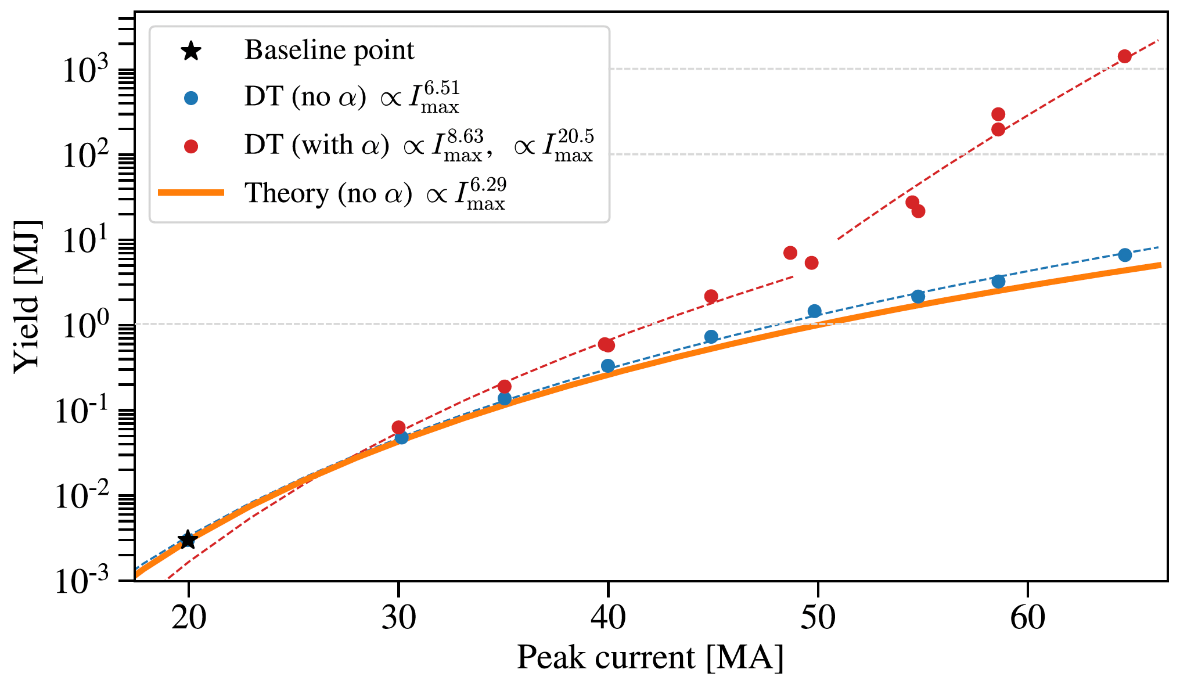 Baseline point
DT (no α) ∝ I_max^6.51
DT (with α) ∝ I_max^8.63, ∝ I_max^20.5
Theory (no α) ∝ I_max^6.29
Yield [MJ]
10^3
10^2
10^1
10^0
10^-1
10^-2
10^-3
20 30 40 50 60
Peak current [MA]